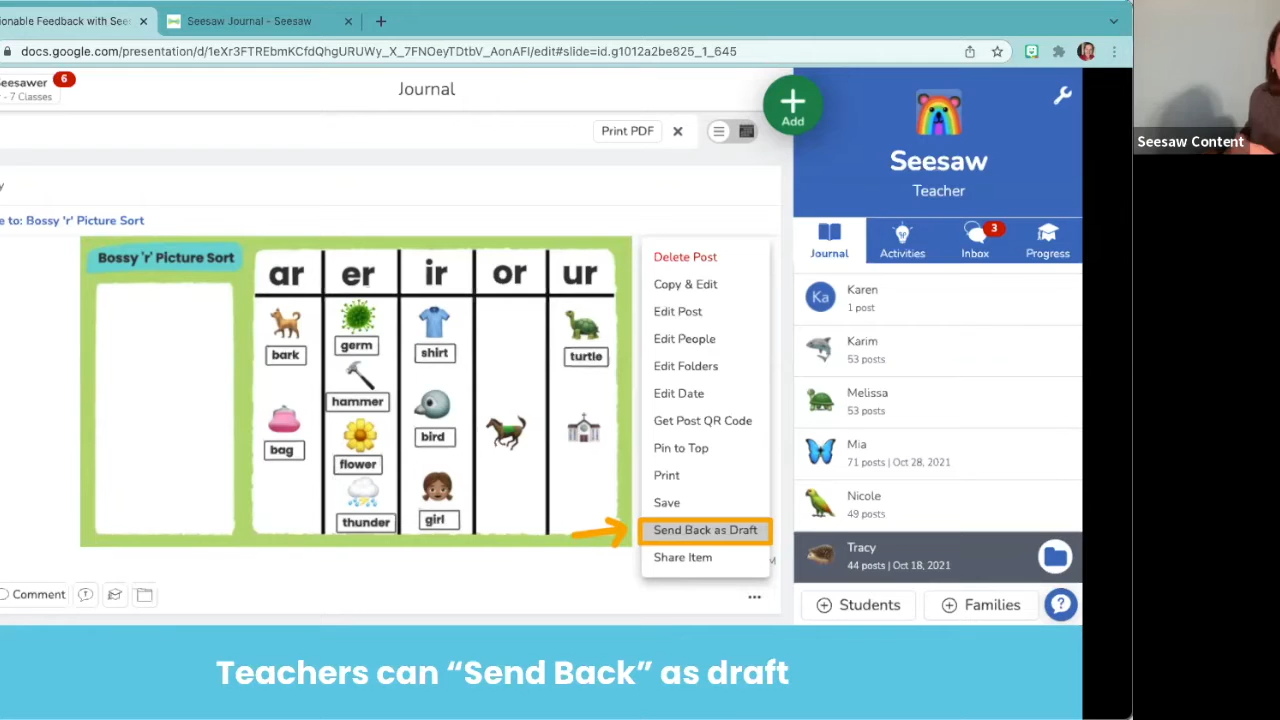 ionable Feedback with See
Seesaw Journal - Seesaw
docs.google.com/presentation/d/1eXr3FTREbmKCfdQhgURUWy_X_7FNOeyTDtbV_AonAFI/edit#slide=id.g1012a2be825_1_645
eesawer
6
- 7 Classes
Journal
Add
Print PDF
y
e to: Bossy 'r' Picture Sort
Bossy 'r' Picture Sort
ar er ir or ur
bark
germ
shirt
turtle
hammer
bag
bird
flower
thunder
girl
Delete Post
Copy & Edit
Edit Post
Edit People
Edit Folders
Edit Date
Get Post QR Code
Pin to Top
Print
Save
Send Back as Draft
Share Item
M
Comment
Seesaw
Teacher
Journal
Activities
Inbox
3
Progress
Ka
Karen
1 post
Karim
53 posts
Melissa
53 posts
Mia
71 posts | Oct 28, 2021
Nicole
49 posts
Tracy
44 posts | Oct 18, 2021
Students
Families
Seesaw Content
Teachers can “Send Back” as draft